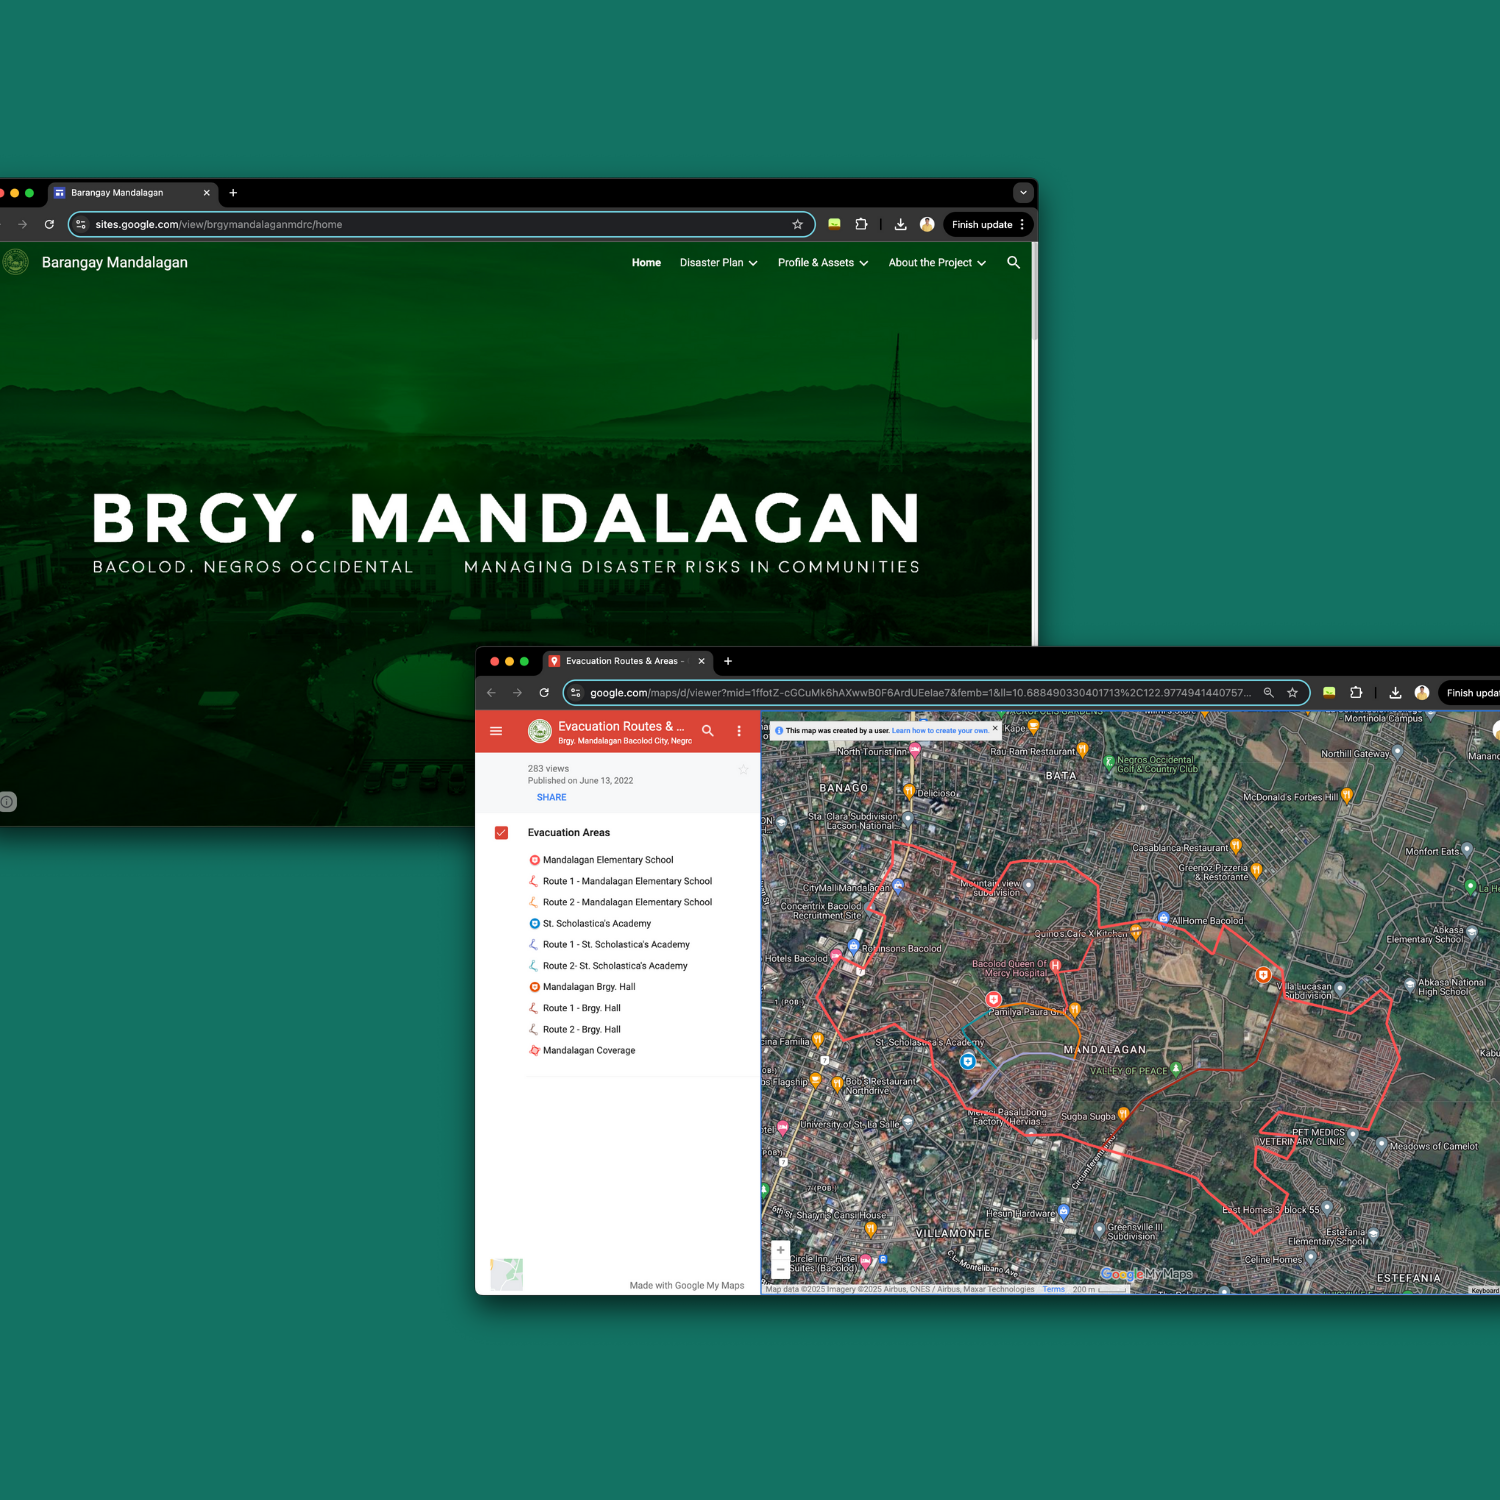 Barangay Mandalagan
sites.google.com/view/brgymandalaganmdrc/home
Finish update
Barangay Mandalagan
Home
Disaster Plan
Profile & Assets
About the Project
BRGY. MANDALAGAN
BACOLOD, NEGROS OCCIDENTAL
MANAGING DISASTER RISKS IN COMMUNITIES
Evacuation Routes & Areas -
google.com/maps/d/viewer?mid=1ffotZ-cGCuMk6hAXwwB0F6ArdUEelae7&femb=1&ll=10.688490330401713%2C122.9774941440757...
Finish upda
Evacuation Routes & ...
Brgy. Mandalagan Bacolod City, Negrc
283 views
Published on June 13, 2022
SHARE
Evacuation Areas
Mandalagan Elementary School
Route 1 - Mandalagan Elementary School
Route 2 - Mandalagan Elementary School
St. Scholastica's Academy
Route 1 - St. Scholastica's Academy
Route 2- St. Scholastica's Academy
Mandalagan Brgy. Hall
Route 1 - Brgy. Hall
Route 2 - Brgy. Hall
Mandalagan Coverage
Made with Google My Maps
This map was created by a user. Learn how to create your own.
Kape
Montinola Campus
North Tourist Inn
Rau Ram Restaurant
Northill Gateway
Negros Occidental
Golf & Country Club
BATA
BANAGO
Delicioso
McDonald's Forbes Hill
Sta. Clara Subdivision,
Lacson National
Casablanca Restaurant
Monfort Eats
Greenoz Pizzeria
& Restorante
CityMall Mandalagan
Mountain view
subdivision
Concentrix Bacolod
Recruitment Site
AllHome Bacolod
Quino's Cafe X Kitchen
Abkasa
Elementary School
Robinsons Bacolod
Hotels Bacolod
Bacolod Queen Of
Mercy Hospital
Villa Lucasan
Subdivision
Abkasa National
High School
1 (POB.)
Pamilya Paura Grill
St. Scholastica's Academy
MANDALAGAN
VALLEY OF PEACE
Bob's Restaurant
Northdrive
Merzci Pasalubong
Factory (Hervias
Sugba Sugba
University of St. La Salle
PET MEDICS
VETERINARY CLINIC
Meadows of Camelot
Circumferential Rd
7 (POB.)
6th St
Sharyn's Cansi House
Hesun Hardware
East Homes 3, block 55
Greensville III
Subdivision
Estefania
Elementary School
VILLAMONTE
C.L. Montelibano Ave
Circle Inn - Hotel
Suites (Bacolod)
Celine Homes
ESTEFANIA
Google My Maps
Map data ©2025 Imagery ©2025 Airbus, CNES / Airbus, Maxar Technologies
Terms
200 m
Keyboard